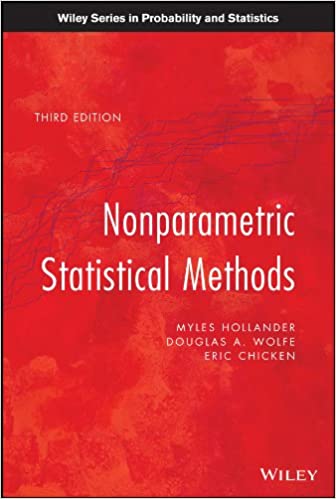 Wiley Series in Probability and Statistics
THIRD EDITION
Nonparametric
Statistical Methods
MYLES HOLLANDER
DOUGLAS A. WOLFE
ERIC CHICKEN
WILEY